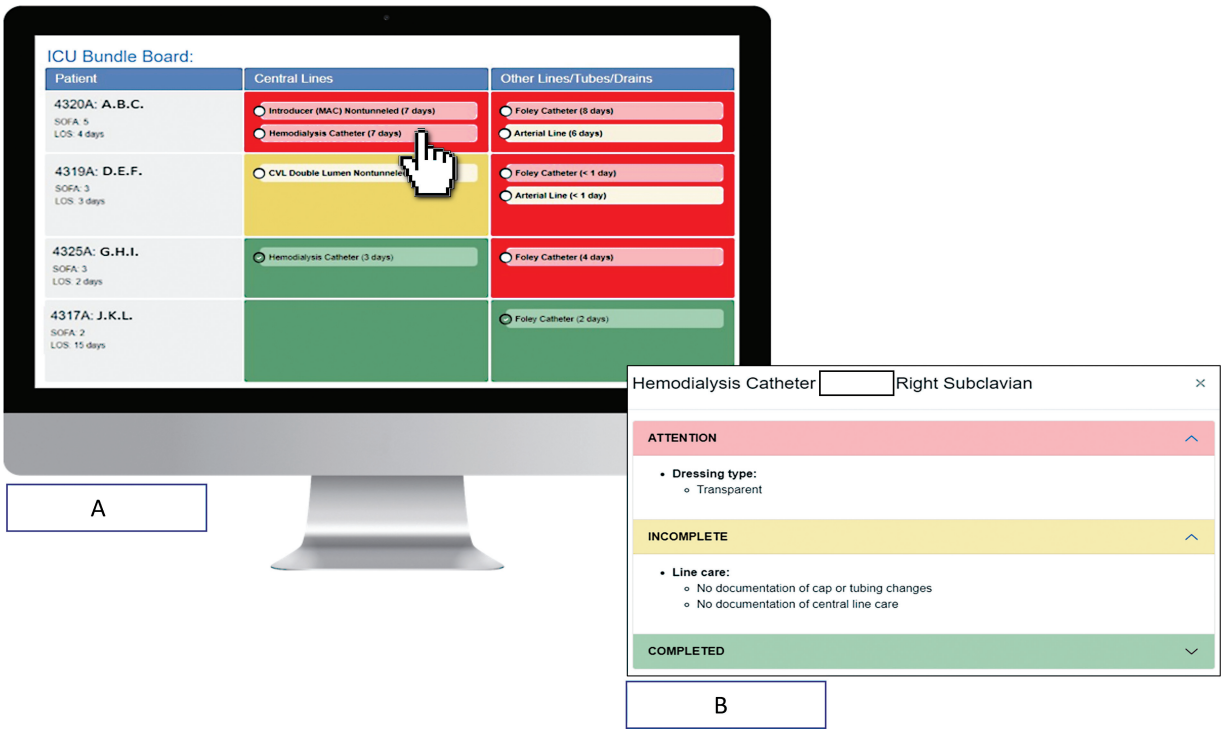 ICU Bundle Board:
Patient Central Lines Other Lines/Tubes/Drains
4320A: A.B.C.
SOFA: 5
LOS: 4 days
Introducer (MAC) Nontunneled (7 days)
Hemodialysis Catheter (7 days)
Foley Catheter (8 days)
Arterial Line (6 days)
4319A: D.E.F.
SOFA: 3
LOS: 3 days
CVL Double Lumen
Foley Catheter (< 1 day)
Arterial Line (< 1 day)
4325A: G.H.I.
SOFA: 3
LOS: 2 days
Hemodialysis Catheter (3 days)
Foley Catheter (4 days)
4317A: J.K.L.
SOFA: 2
LOS: 15 days
Foley Catheter (2 days)
A
Hemodialysis Catheter Right Subclavian ×
ATTENTION
Dressing type:
Transparent
INCOMPLETE
Line care:
No documentation of cap or tubing changes
No documentation of central line care
COMPLETED
B